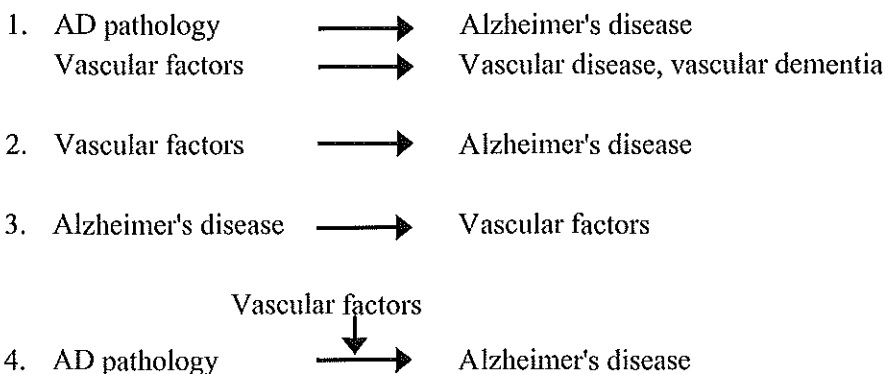 1. AD pathology Alzheimer's disease
Vascular factors Vascular disease, vascular dementia
2. Vascular factors Alzheimer's disease
3. Alzheimer's disease Vascular factors
Vascular factors
4. AD pathology Alzheimer's disease